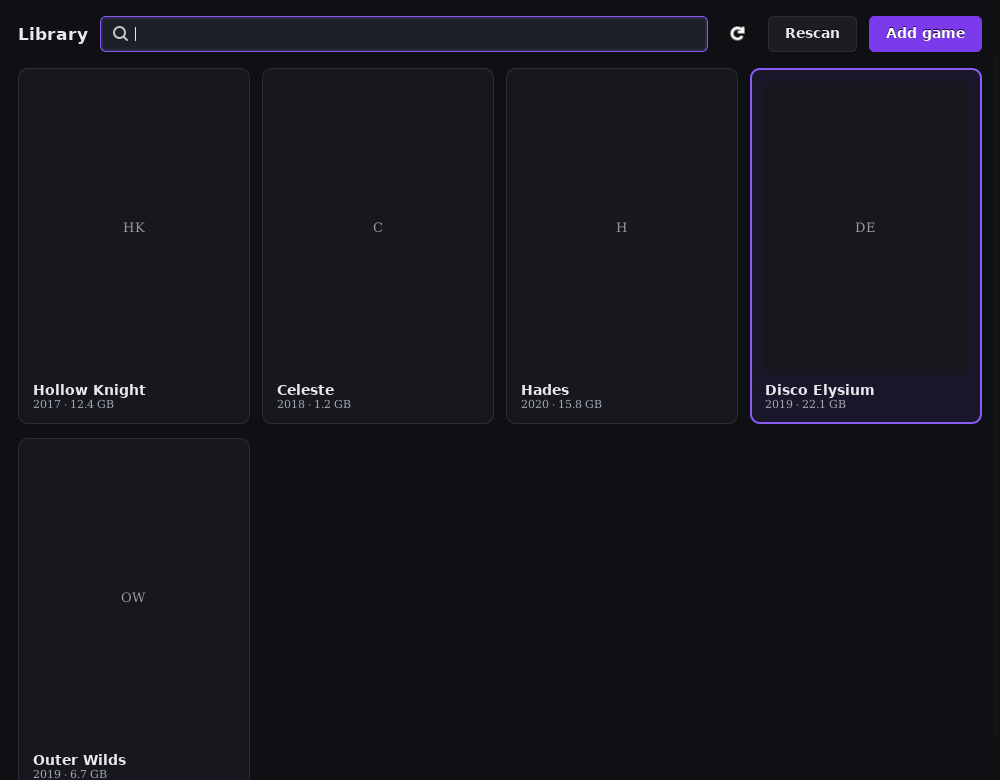 Library
Rescan
Add game
HK
Hollow Knight
2017 · 12.4 GB
C
Celeste
2018 · 1.2 GB
H
Hades
2020 · 15.8 GB
DE
Disco Elysium
2019 · 22.1 GB
OW
Outer Wilds
2019 · 6.7 GB